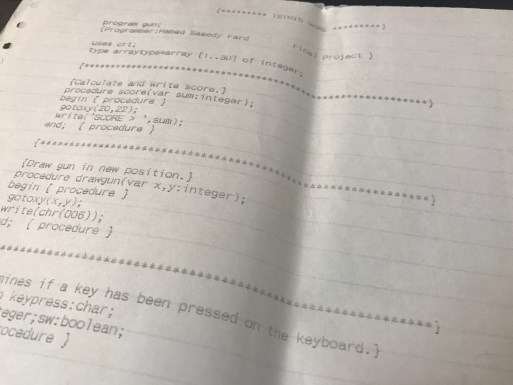 {********* TETRIS GAME *********}
program gun;
{Programmer:Hamed Saeedy Fard Final Project }
uses crt;
type arraytype=array [1..30] of integer;
{*******************************************************}
{Calculate and write score.}
procedure score(var sum:integer);
begin { procedure }
gotoxy(20,22);
write('SCORE > ',sum);
end; { procedure }
{*******************************************************}
{Draw gun in new position.}
procedure drawgun(var x,y:integer);
begin { procedure }
gotoxy(x,y);
write(chr(006));
d; { procedure }
*******************************************************}
mines if a key has been pressed on the keyboard.}
n keypress:char;
eger;sw:boolean;
rocedure }